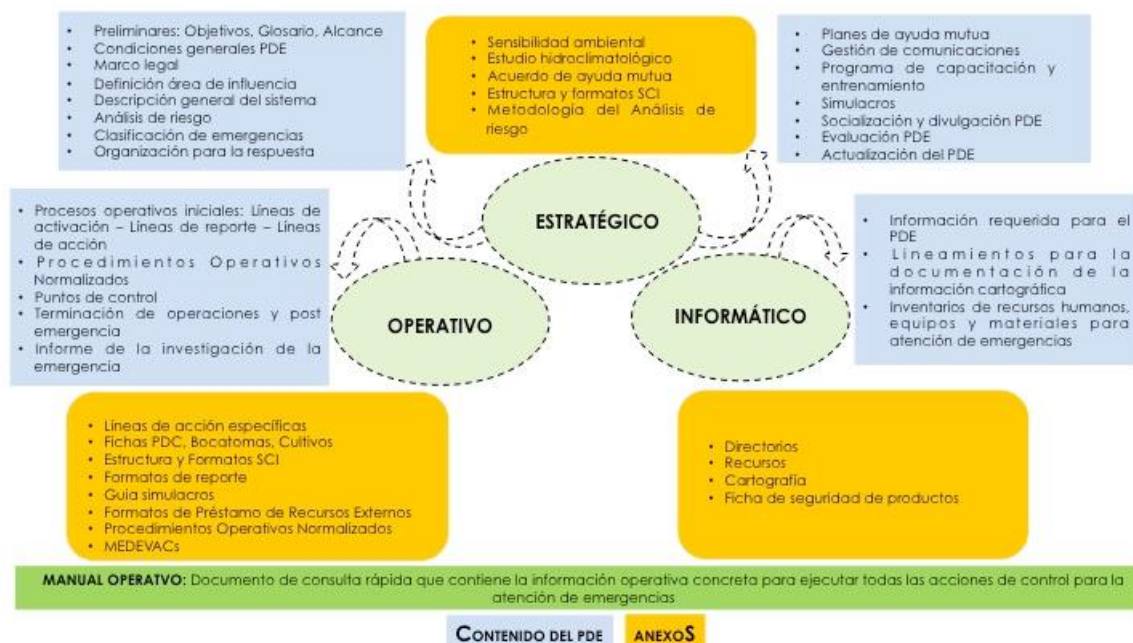 • Preliminares: Objetivos, Glosario, Alcance
• Condiciones generales PDE
• Marco legal
• Definición área de influencia
• Descripción general del sistema
• Análisis de riesgo
• Clasificación de emergencias
• Organización para la respuesta
• Sensibilidad ambiental
• Estudio hidroclimatológico
• Acuerdo de ayuda mutua
• Estructura y formatos SCI
• Metodología del Análisis de
riesgo
• Planes de ayuda mutua
• Gestión de comunicaciones
• Programa de capacitación y
entrenamiento
• Simulacros
• Socialización y divulgación PDE
• Evaluación PDE
• Actualización del PDE
ESTRATÉGICO
• Procesos operativos iniciales: Líneas de
activación – Líneas de reporte – Líneas
de acción
• Procedimientos Operativos
Normalizados
• Puntos de control
• Terminación de operaciones y post
emergencia
• Informe de la investigación de la
emergencia
OPERATIVO
INFORMÁTICO
• Información requerida para el
PDE
• Lineamientos para la
documentación de la
información cartográfica
• Inventarios de recursos humanos,
equipos y materiales para
atención de emergencias
• Líneas de acción específicas
• Fichas PDC, Bocatomas, Cultivos
• Estructura y Formatos SCI
• Formatos de reporte
• Guia simulacros
• Formatos de Préstamo de Recursos Externos
• Procedimientos Operativos Normalizados
• MEDEVACs
• Directorios
• Recursos
• Cartografía
• Ficha de seguridad de productos
MANUAL OPERATVO: Documento de consulta rápida que contiene la información operativa concreta para ejecutar todas las acciones de control para la
atención de emergencias
CONTENIDO DEL PDE
ANEXOS